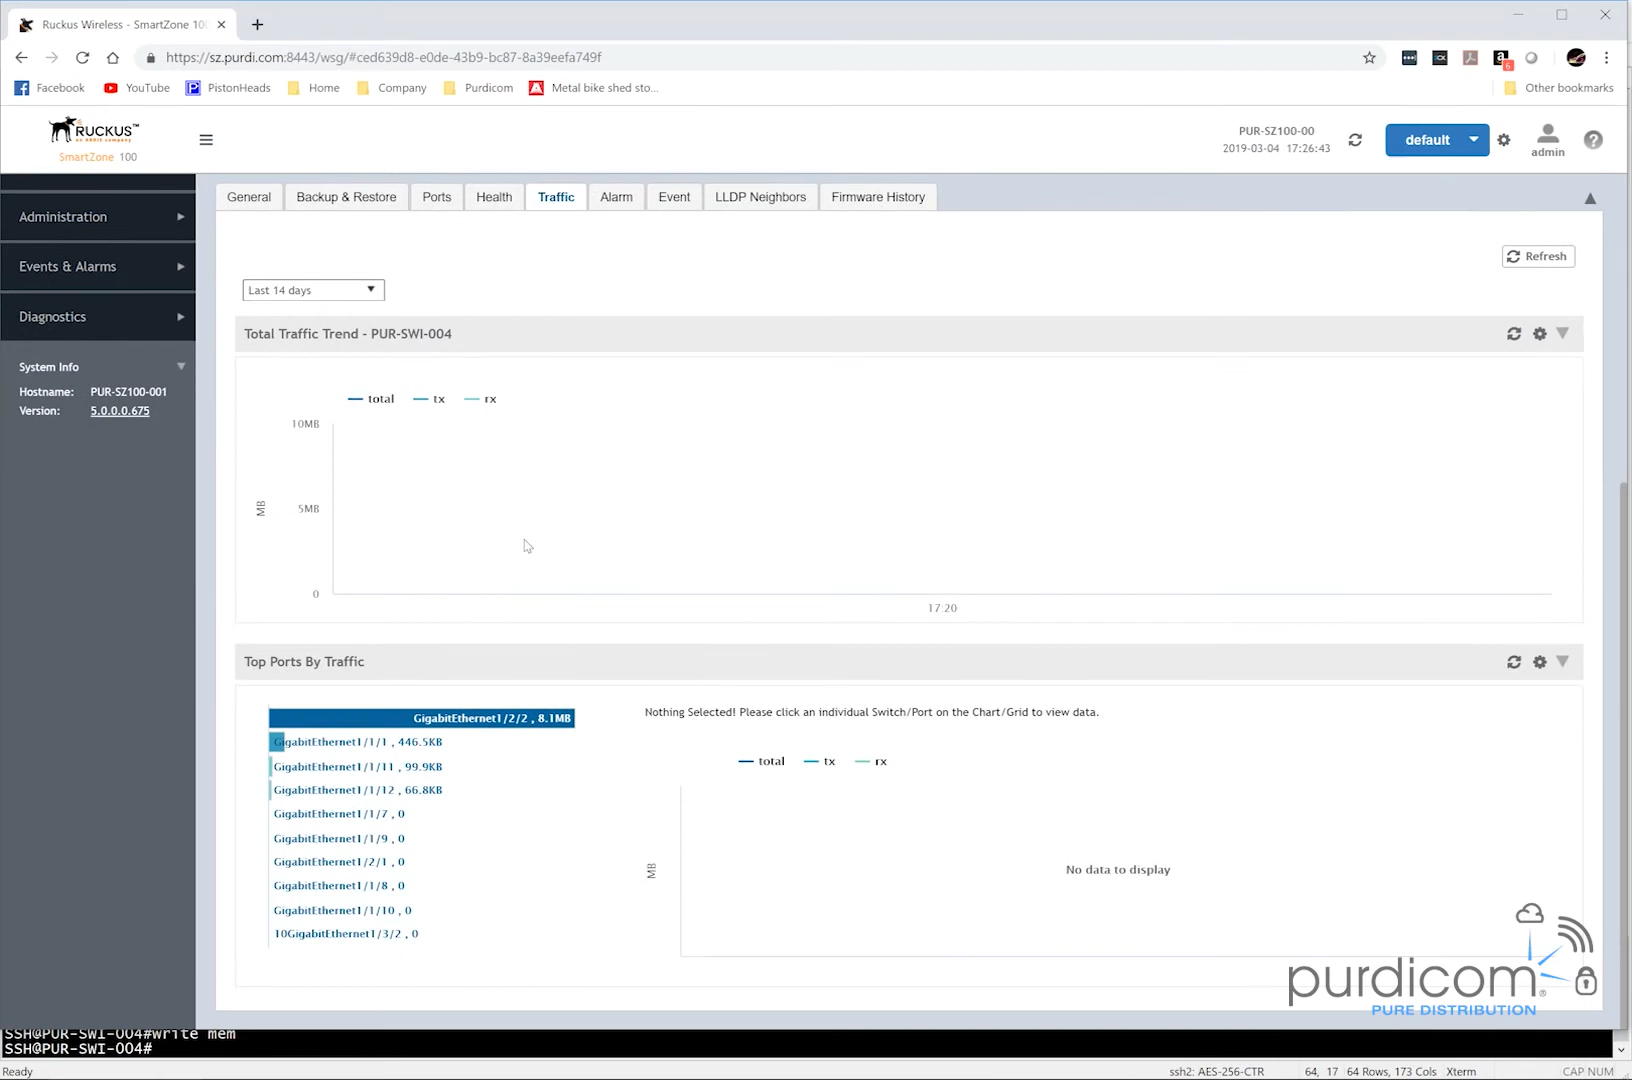 Ruckus Wireless - SmartZone 10
https://sz.purdi.com:8443/wsg/#ced639d8-e0de-43b9-bc87-8a39eefa749f
6
Facebook YouTube PistonHeads Home Company Purdicom Metal bike shed sto... Other bookmarks
RUCKUS™
SmartZone 100
PUR-SZ100-00
2019-03-04 17:26:43
default
admin
General Backup & Restore Ports Health Traffic Alarm Event LLDP Neighbors Firmware History
Administration
Events & Alarms
Diagnostics
System Info
Hostname: PUR-SZ100-001
Version: 5.0.0.0.675
Refresh
Last 14 days
Total Traffic Trend - PUR-SWI-004
total tx rx
10MB
5MB
0
MB
17:20
Top Ports By Traffic
GigabitEthernet1/2/2 , 8.1MB
GigabitEthernet1/1/1 , 446.5KB
GigabitEthernet1/1/11 , 99.9KB
GigabitEthernet1/1/12 , 66.8KB
GigabitEthernet1/1/7 , 0
GigabitEthernet1/1/9 , 0
GigabitEthernet1/2/1 , 0
GigabitEthernet1/1/8 , 0
GigabitEthernet1/1/10 , 0
10GigabitEthernet1/3/2 , 0
Nothing Selected! Please click an individual Switch/Port on the Chart/Grid to view data.
total tx rx
MB
No data to display
purdicom®
PURE DISTRIBUTION
SSH@PUR-SWI-004#write mem
SSH@PUR-SWI-004#
Ready ssh2: AES-256-CTR 64, 17 64 Rows, 173 Cols Xterm CAP NUM